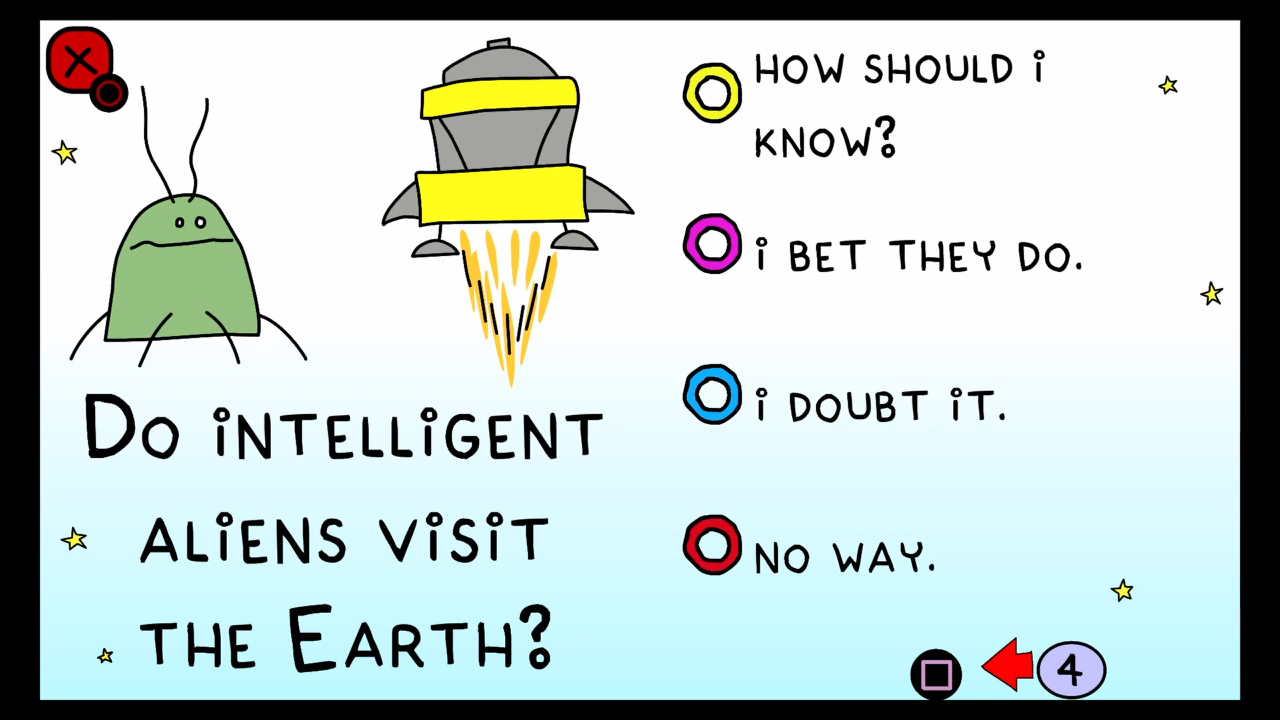 Do intelligent
aliens visit
the Earth?
How should i
know?
i bet they do.
i doubt it.
No way.
4